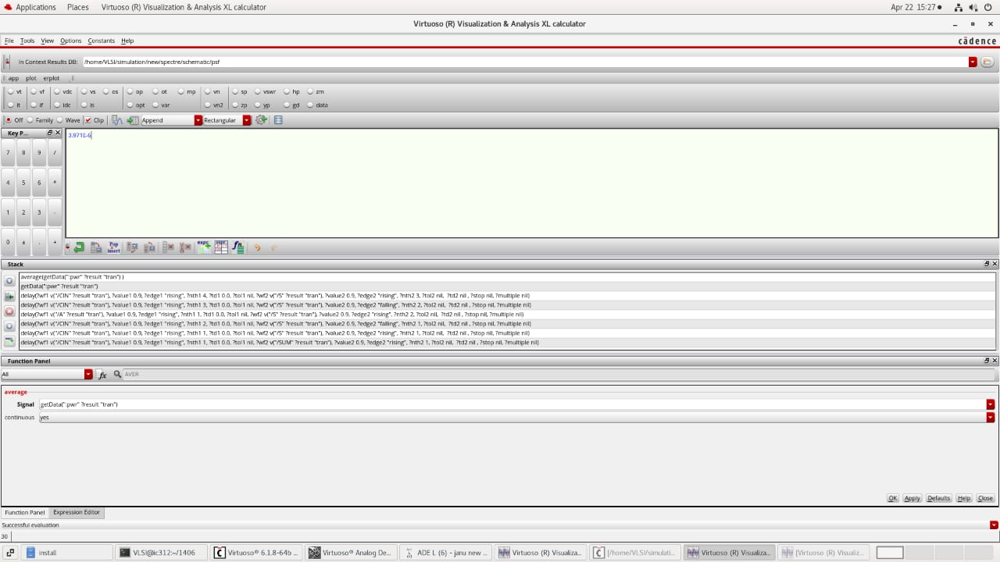 Applications Places Virtuoso (R) Visualization & Analysis XL calculator Apr 22 15:27
Virtuoso (R) Visualization & Analysis XL calculator
File Tools View Options Constants Help cādence
In Context Results DB: /home/VLSI/simulation/new/spectre/schematic/psf
app plot erplot
vt vf vdc vs os op ot mp vn sp vswr hp zm
it if idc is opt var vn2 zp yp gd data
Off Family Wave Clip Append Rectangular
Key P...
3.971E-6
7 8 9 /
4 5 6 *
1 2 3 -
0 ± . +
Stack
average(getData(":pwr" ?result "tran") )
getData(":pwr" ?result "tran")
delay(?wf1 v("/CIN" ?result "tran"), ?value1 0.9, ?edge1 "rising", ?nth1 4, ?td1 0.0, ?tol1 nil, ?wf2 v("/S" ?result "tran"), ?value2 0.9, ?edge2 "rising", ?nth2 3, ?tol2 nil, ?td2 nil , ?stop nil, ?multiple nil)
delay(?wf1 v("/CIN" ?result "tran"), ?value1 0.9, ?edge1 "rising", ?nth1 3, ?td1 0.0, ?tol1 nil, ?wf2 v("/S" ?result "tran"), ?value2 0.9, ?edge2 "falling", ?nth2 2, ?tol2 nil, ?td2 nil , ?stop nil, ?multiple nil)
delay(?wf1 v("/A" ?result "tran"), ?value1 0.9, ?edge1 "rising", ?nth1 1, ?td1 0.0, ?tol1 nil, ?wf2 v("/S" ?result "tran"), ?value2 0.9, ?edge2 "rising", ?nth2 2, ?tol2 nil, ?td2 nil , ?stop nil, ?multiple nil)
delay(?wf1 v("/CIN" ?result "tran"), ?value1 0.9, ?edge1 "rising", ?nth1 2, ?td1 0.0, ?tol1 nil, ?wf2 v("/S" ?result "tran"), ?value2 0.9, ?edge2 "falling", ?nth2 1, ?tol2 nil, ?td2 nil , ?stop nil, ?multiple nil)
delay(?wf1 v("/CIN" ?result "tran"), ?value1 0.9, ?edge1 "rising", ?nth1 1, ?td1 0.0, ?tol1 nil, ?wf2 v("/S" ?result "tran"), ?value2 0.9, ?edge2 "rising", ?nth2 1, ?tol2 nil, ?td2 nil , ?stop nil, ?multiple nil)
delay(?wf1 v("/CIN" ?result "tran"), ?value1 0.9, ?edge1 "rising", ?nth1 1, ?td1 0.0, ?tol1 nil, ?wf2 v("/SUM" ?result "tran"), ?value2 0.9, ?edge2 "rising", ?nth2 1, ?tol2 nil, ?td2 nil , ?stop nil, ?multiple nil)
Function Panel
All fx AVER
average
Signal getData(":pwr" ?result "tran")
continuous yes
OK Apply Defaults Help Close
Function Panel Expression Editor
Successful evaluation
30
install VLSI@ic312:~/1406 Virtuoso® 6.1.8-64b ... Virtuoso® Analog De... ADE L (6) - janu new ... Virtuoso (R) Visualiza... [/home/VLSI/simulati... Virtuoso (R) Visualiza... [Virtuoso (R) Visualiz...